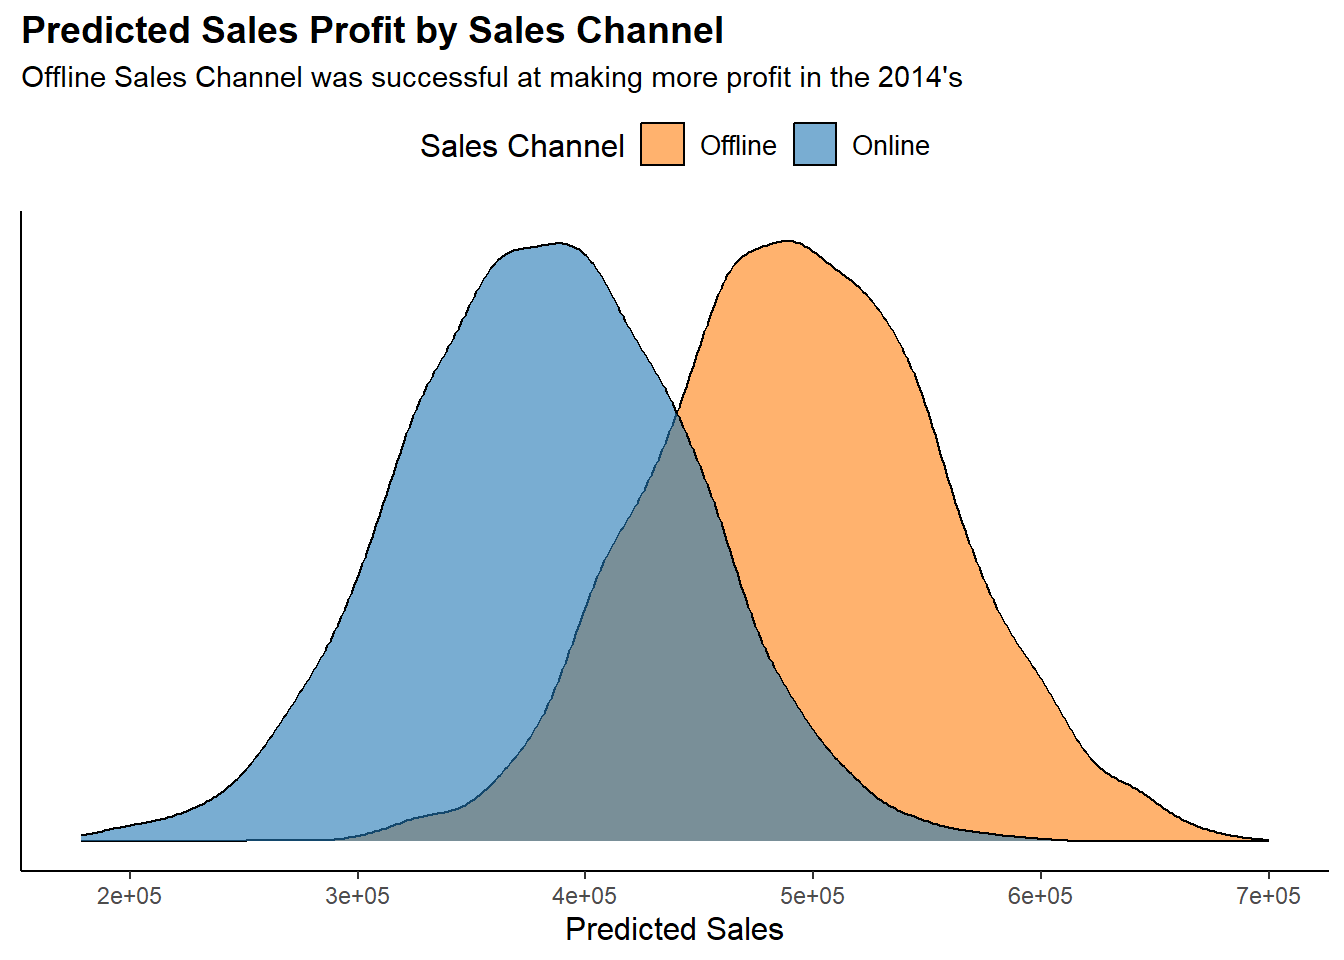 Predicted Sales Profit by Sales Channel
Offline Sales Channel was successful at making more profit in the 2014's
Sales Channel Offline Online
2e+05 3e+05 4e+05 5e+05 6e+05 7e+05
Predicted Sales